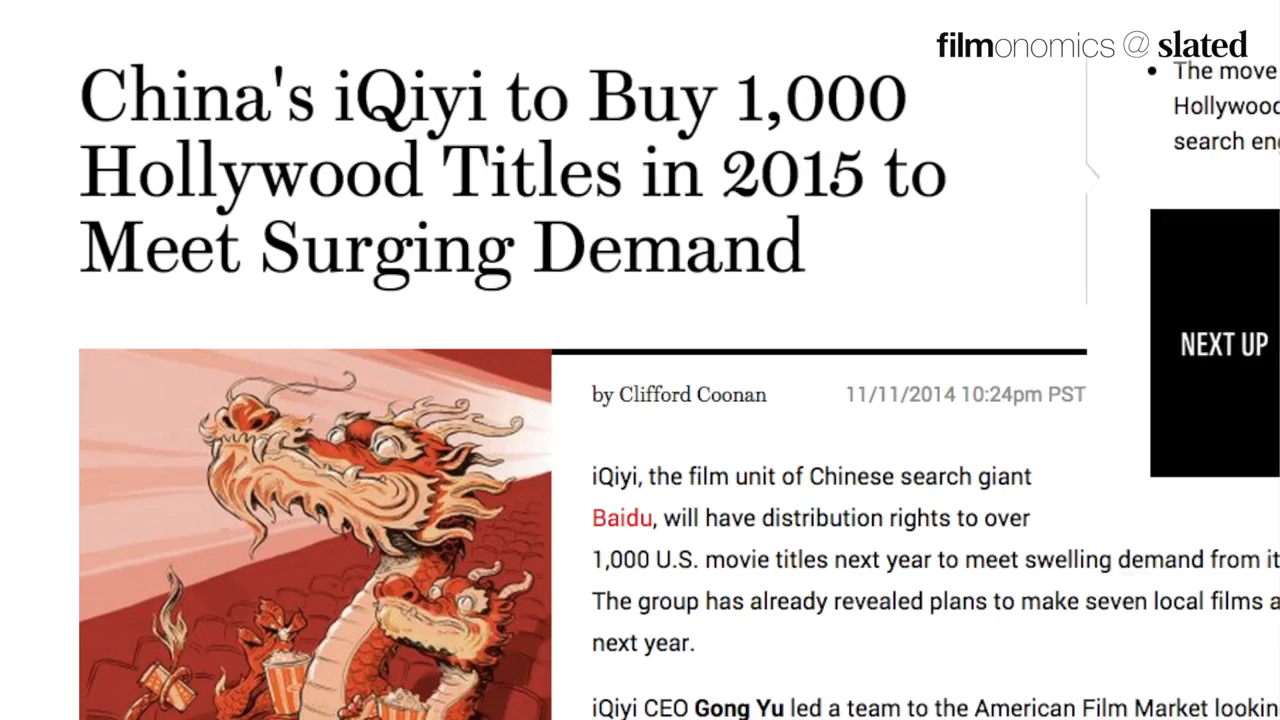 filmonomics @ slated
China's iQiyi to Buy 1,000
Hollywood Titles in 2015 to
Meet Surging Demand
The move
Hollywood
search
NEXT UP
by Clifford Coonan
11/11/2014 10:24pm PST
iQiyi, the film unit of Chinese search giant
Baidu, will have distribution rights to over
1,000 U.S. movie titles next year to meet swelling demand from
The group has already revealed plans to make seven local films
next year.
iQiyi CEO Gong Yu led a team to the American Film Market